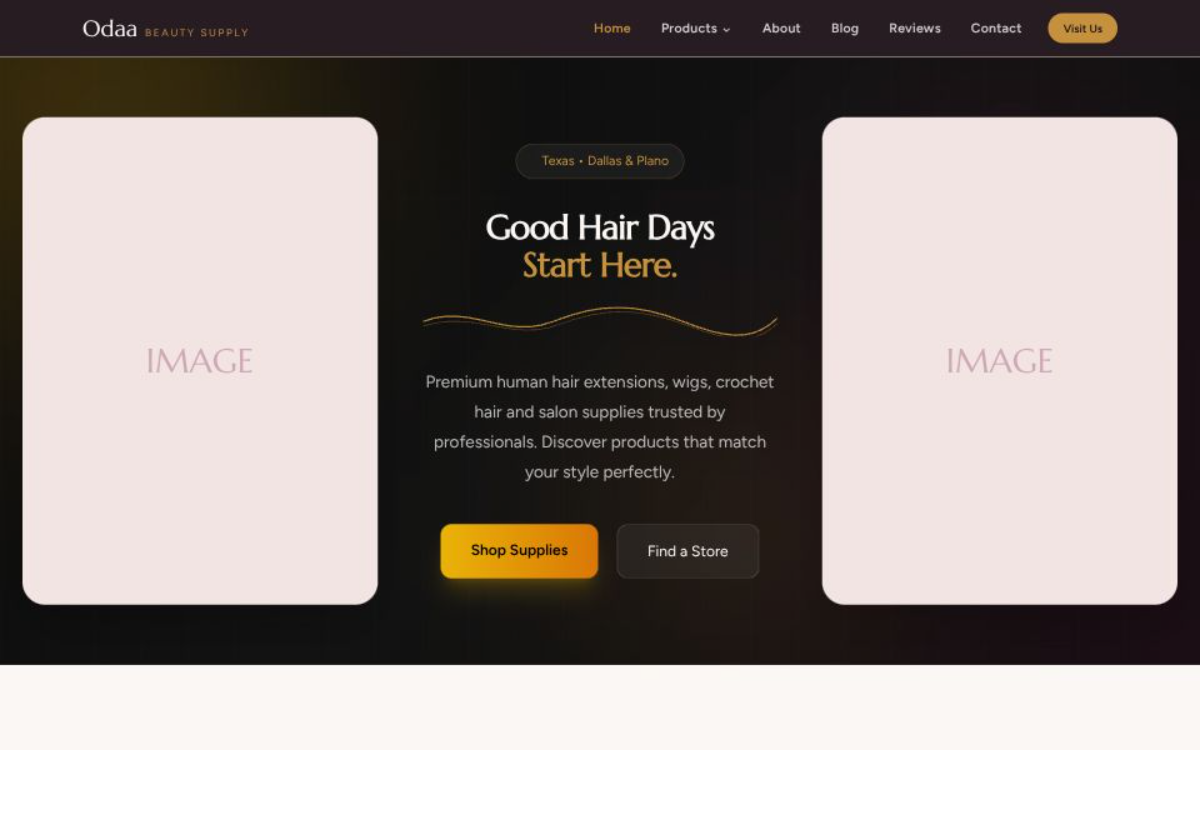 Odaa BEAUTY SUPPLY
Home Products About Blog Reviews Contact Visit Us
Texas • Dallas & Plano
Good Hair Days
Start Here.
IMAGE
IMAGE
Premium human hair extensions, wigs, crochet
hair and salon supplies trusted by
professionals. Discover products that match
your style perfectly.
Shop Supplies
Find a Store